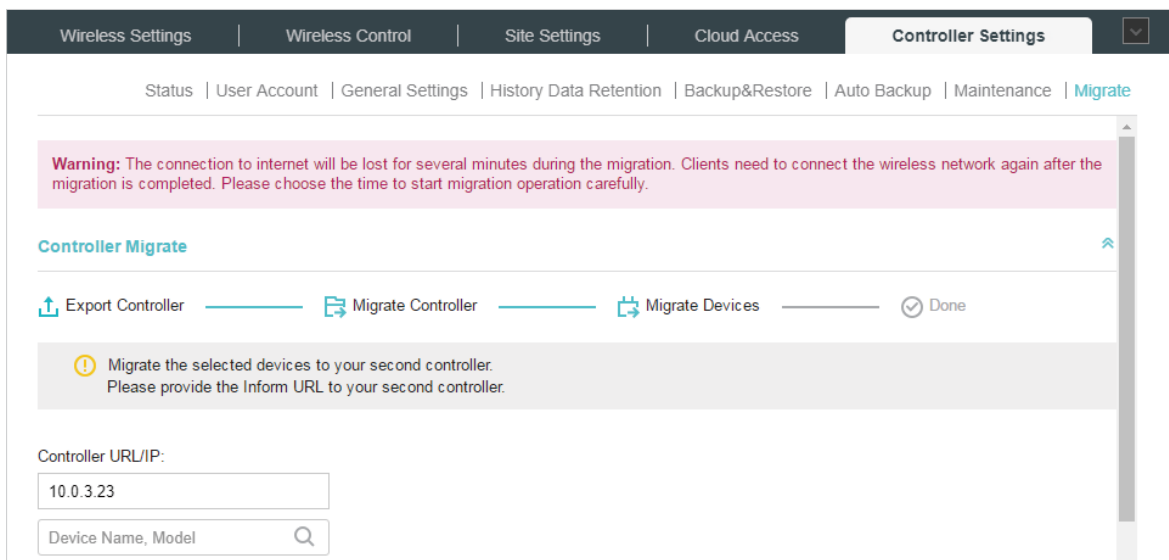 Wireless Settings | Wireless Control | Site Settings | Cloud Access Controller Settings
Status | User Account | General Settings | History Data Retention | Backup&Restore | Auto Backup | Maintenance | Migrate
Warning: The connection to internet will be lost for several minutes during the migration. Clients need to connect the wireless network again after the
migration is completed. Please choose the time to start migration operation carefully.
Controller Migrate
Export Controller Migrate Controller Migrate Devices Done
Migrate the selected devices to your second controller.
Please provide the Inform URL to your second controller.
Controller URL/IP:
10.0.3.23
Device Name, Model